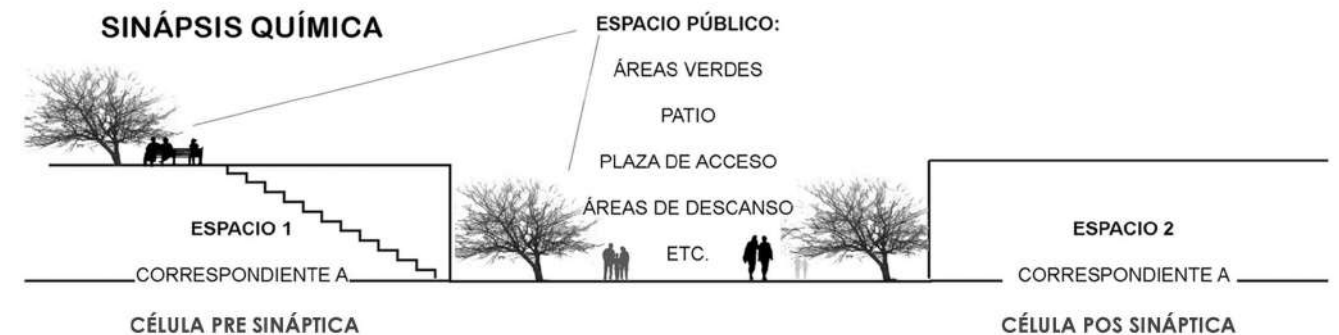 SINÁPSIS QUÍMICA
ESPACIO PÚBLICO:
ÁREAS VERDES
PATIO
PLAZA DE ACCESO
ÁREAS DE DESCANSO
ETC.
ESPACIO 1
CORRESPONDIENTE A
CÉLULA PRE SINÁPTICA
ESPACIO 2
CORRESPONDIENTE A
CÉLULA POS SINÁPTICA